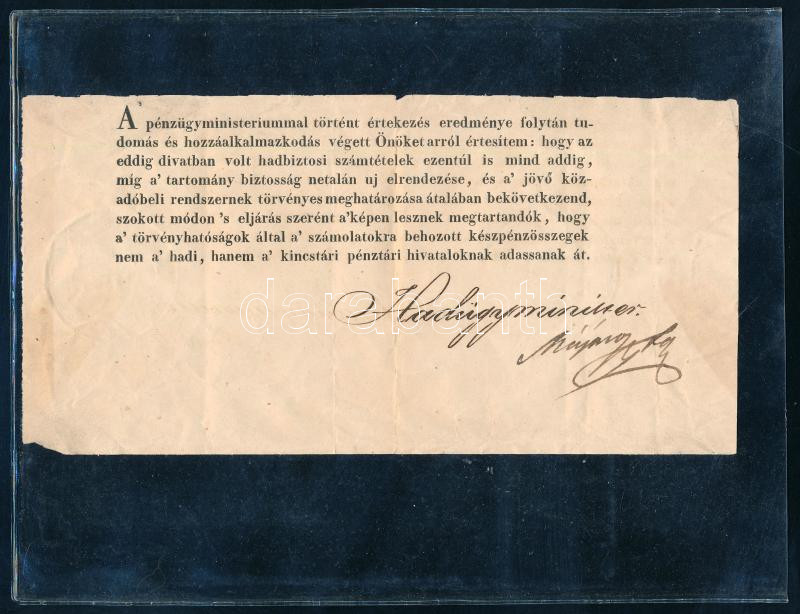 A' pénzügyministeriummal történt értekezés eredménye folytán tu-
domás és hozzáalkalmazkodás végett Önöket arról értesítem: hogy az
eddig divatban volt hadbiztosi számtételek ezentúl is mind addig,
míg a' tartomány biztosság netalán uj elrendezése, és a' jövő köz-
adóbeli rendszernek törvényes meghatározása átalában bekövetkezend,
szokott módon 's eljárás szerént a'képen lesznek megtartandók, hogy
a' törvényhatóságok által a' számolatokra behozott készpénzösszegek
nem a' hadi, hanem a' kincstári pénztári hivataloknak adassanak át.
darabanth
Hadügyminiszer.